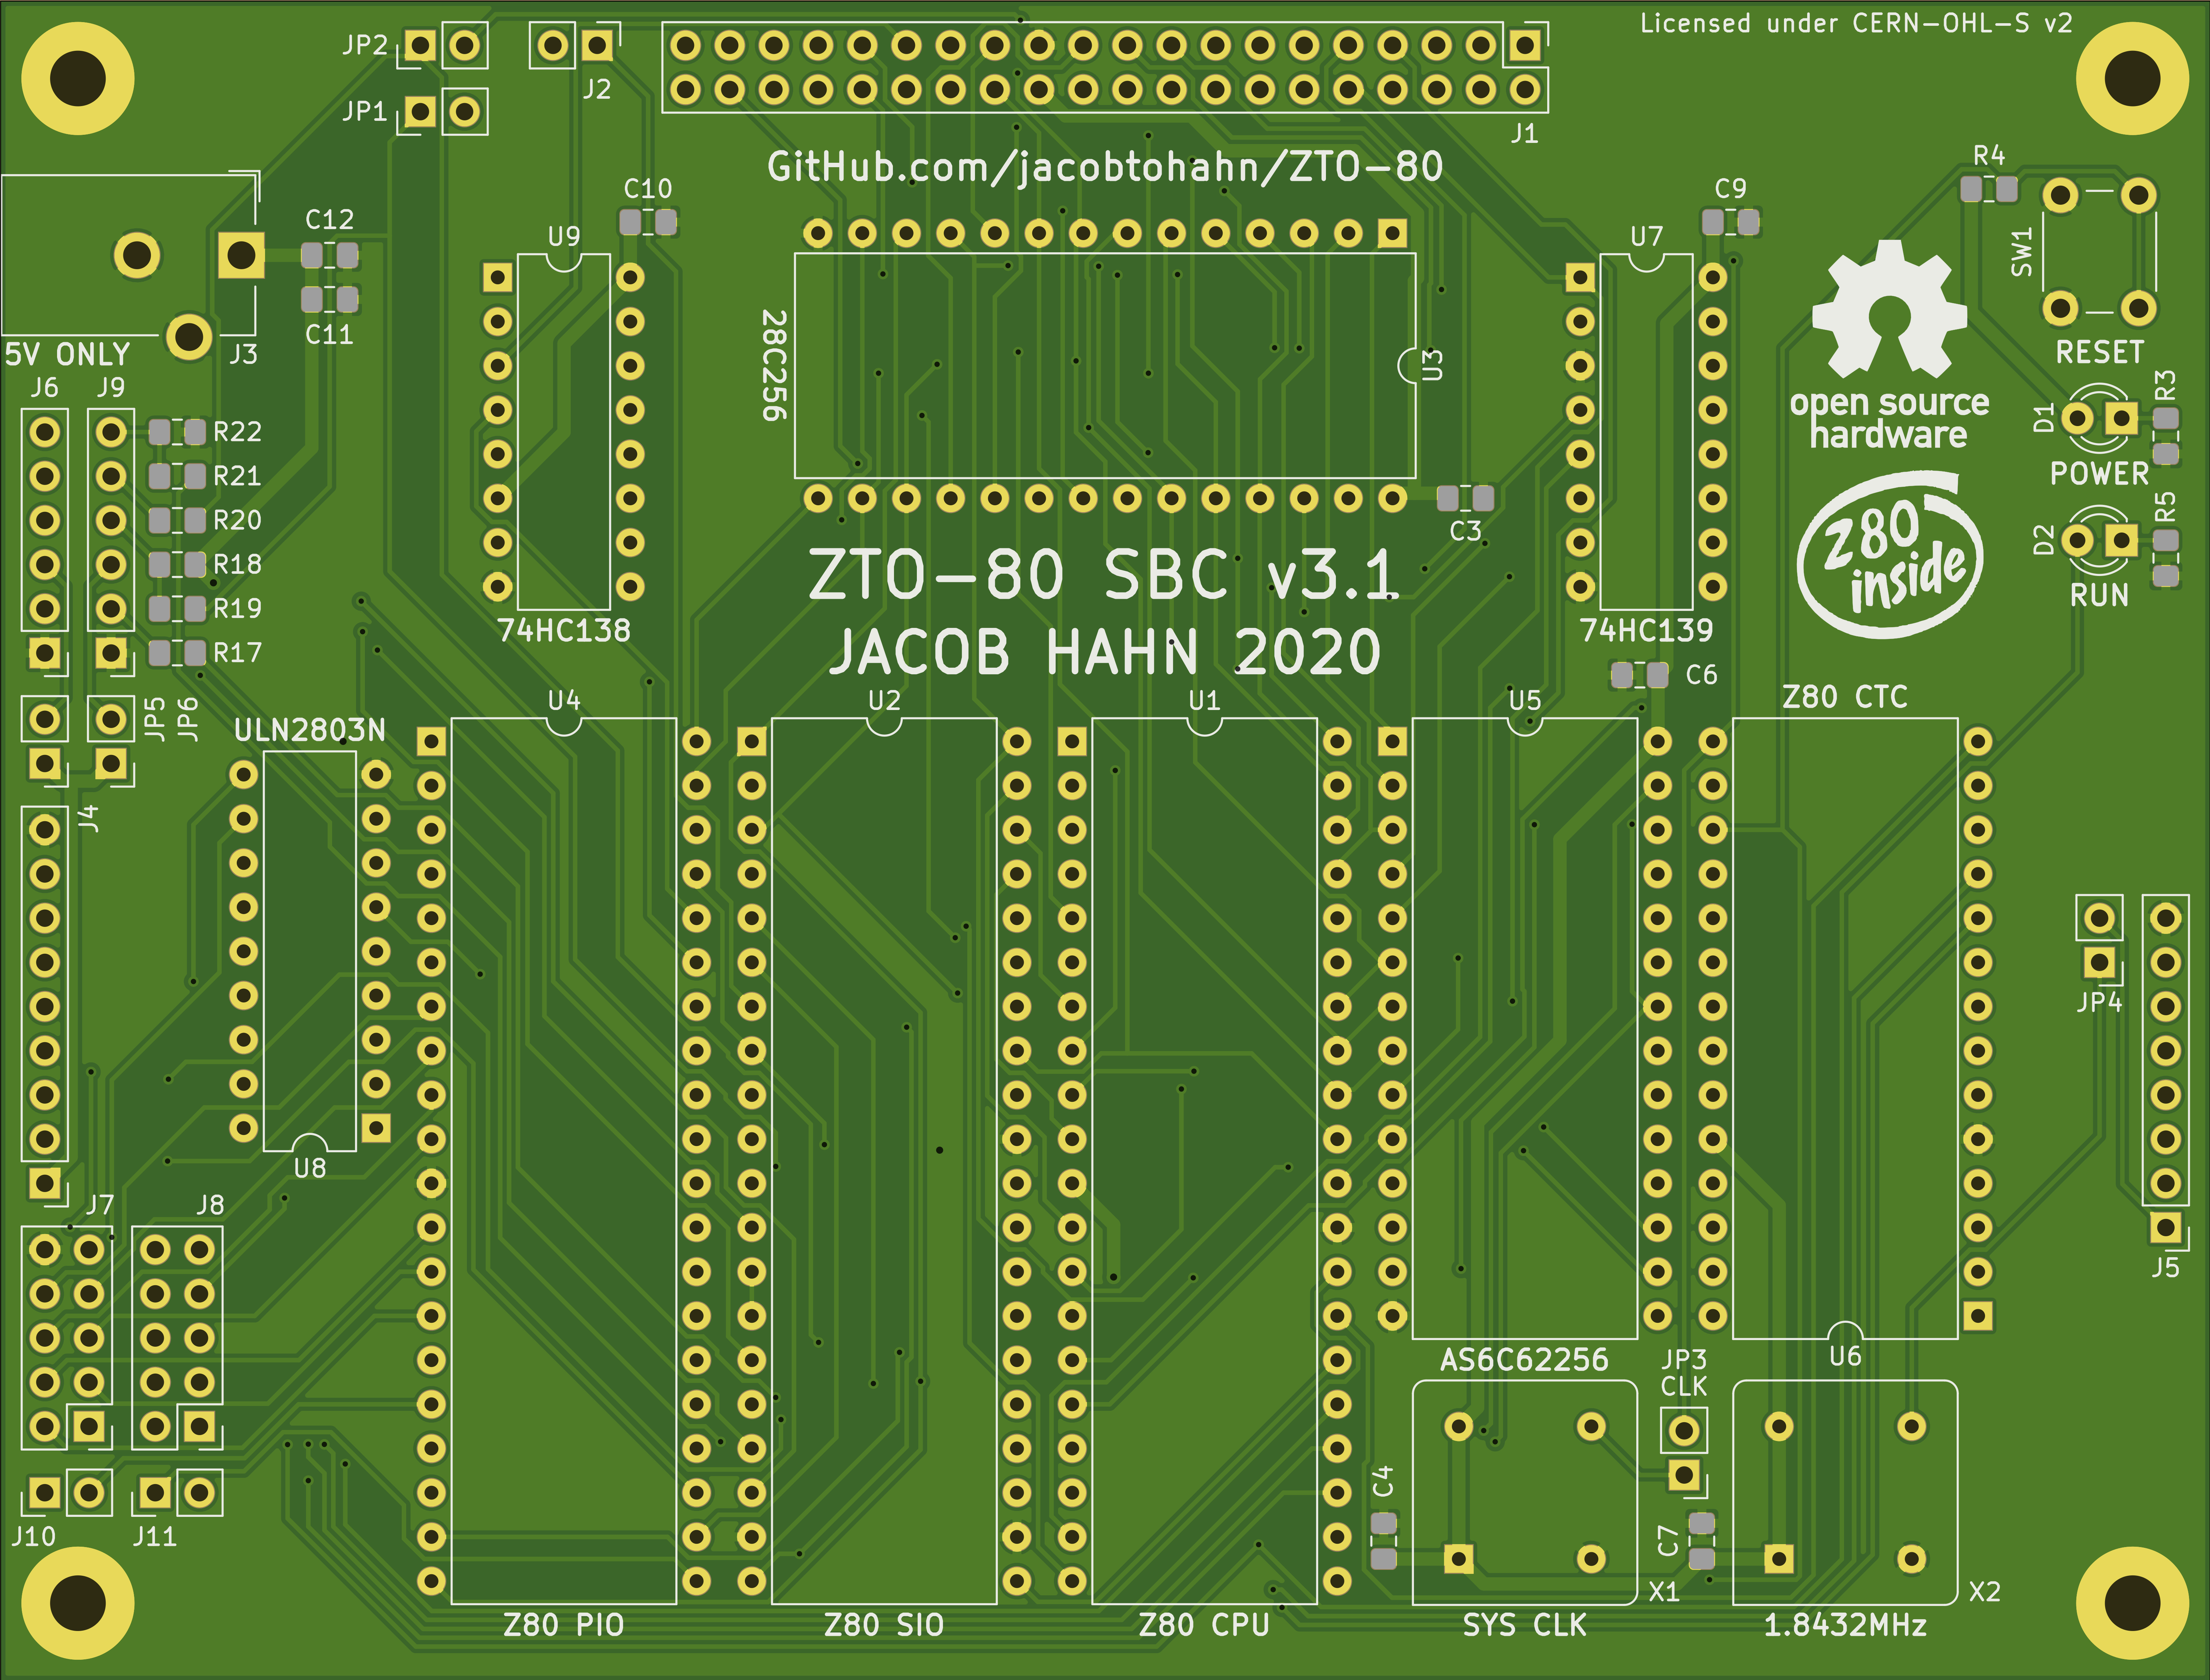 Licensed under CERN-OHL-S v2
JP2
J2
JP1
J1
GitHub.com/jacobtohahn/ZTO-80
R4
C10
C9
C12
U9
U7
SW1
C11
J3
5V ONLY
28C256
U3
RESET
J6
J9
R3
open source
hardware
D1
R22
R21
POWER
R20
C3
R5
Z80
inside
D2
ZTO-80 SBC v3.1
R18
R19
RUN
74HC138
74HC139
JACOB HAHN 2020
R17
C6
Z80 CTC
JP5
JP6
ULN2803N
U4
U2
U1
U5
J4
JP4
U8
J7
J8
J5
AS6C62256
JP3
CLK
U6
C4
C7
J10
J11
X1
X2
Z80 PIO
Z80 SIO
Z80 CPU
SYS CLK
1.8432MHz